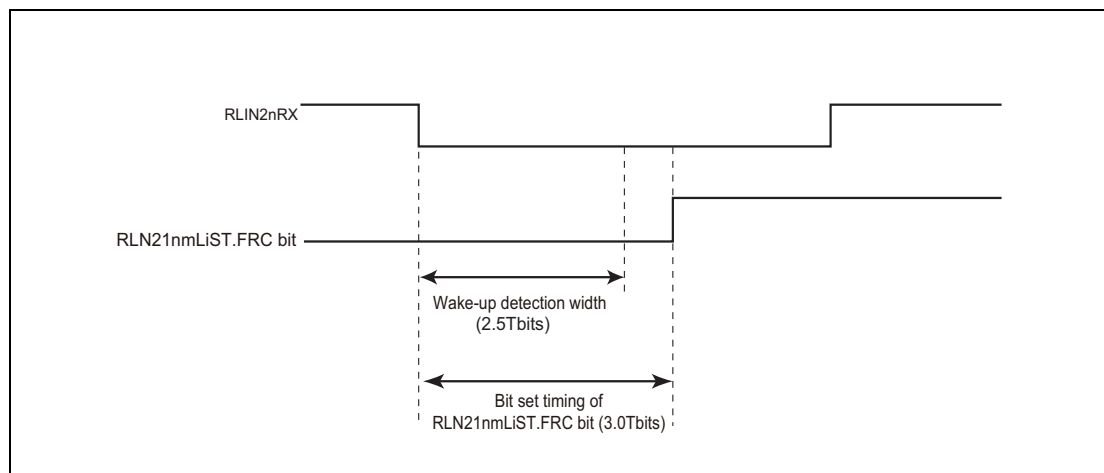 RLIN2nRX
RLN21nmLiST.FRC bit
Wake-up detection width
(2.5Tbits)
Bit set timing of
RLN21nmLiST.FRC bit (3.0Tbits)